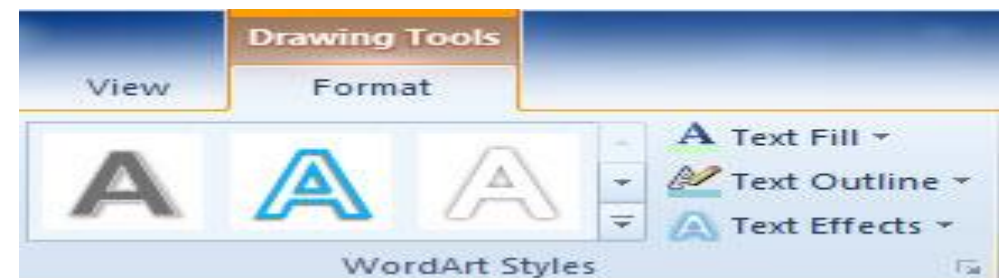 Drawing Tools
View Format
Text Fill
Text Outline
Text Effects
WordArt Styles